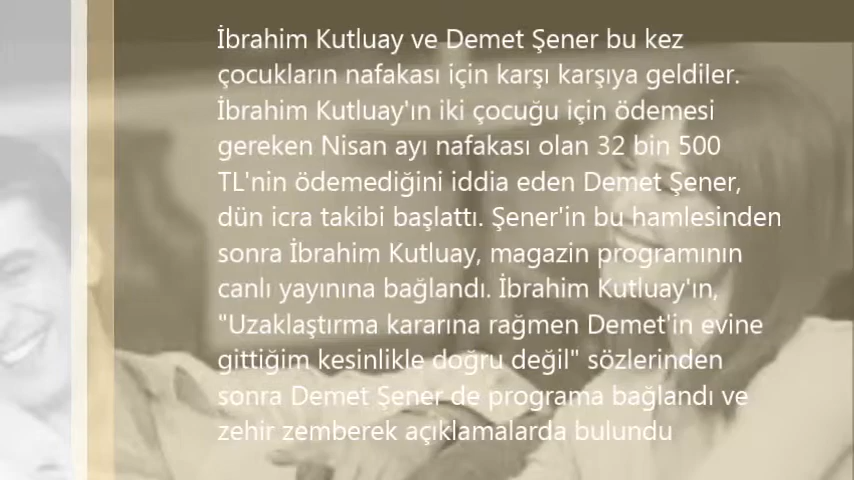 İbrahim Kutluay ve Demet Şener bu kez
çocukların nafakası için karşı karşıya geldiler.
İbrahim Kutluay'ın iki çocuğu için ödemesi
gereken Nisan ayı nafakası olan 32 bin 500
TL'nin ödemediğini iddia eden Demet Şener,
dün icra takibi başlattı. Şener'in bu hamlesinden
sonra İbrahim Kutluay, magazin programının
canlı yayınına bağlandı. İbrahim Kutluay'ın,
"Uzaklaştırma kararına rağmen Demet'in evine
gittiğim kesinlikle doğru değil" sözlerinden
sonra Demet Şener de programa bağlandı ve
zehir zemberek açıklamalarda bulundu